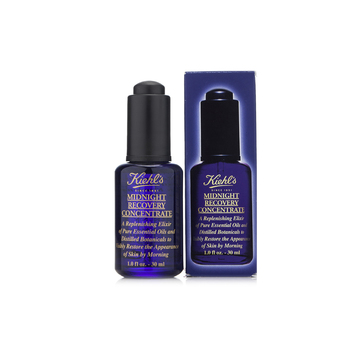 Kiehl's
SINCE 1851
MIDNIGHT
RECOVERY
CONCENTRATE
A Replenishing Elixir
of Pure Essential Oils and
Distilled Botanicals to
Visibly Restore the Appearance
of Skin by Morning
1.0 fl. oz. - 30 ml
Kiehl's
SINCE 1851
MIDNIGHT
RECOVERY
CONCENTRATE
A Replenishing Elixir
of Pure Essential Oils and
Distilled Botanicals to
Visibly Restore the Appearance
of Skin by Morning
1.0 fl. oz. - 30 ml